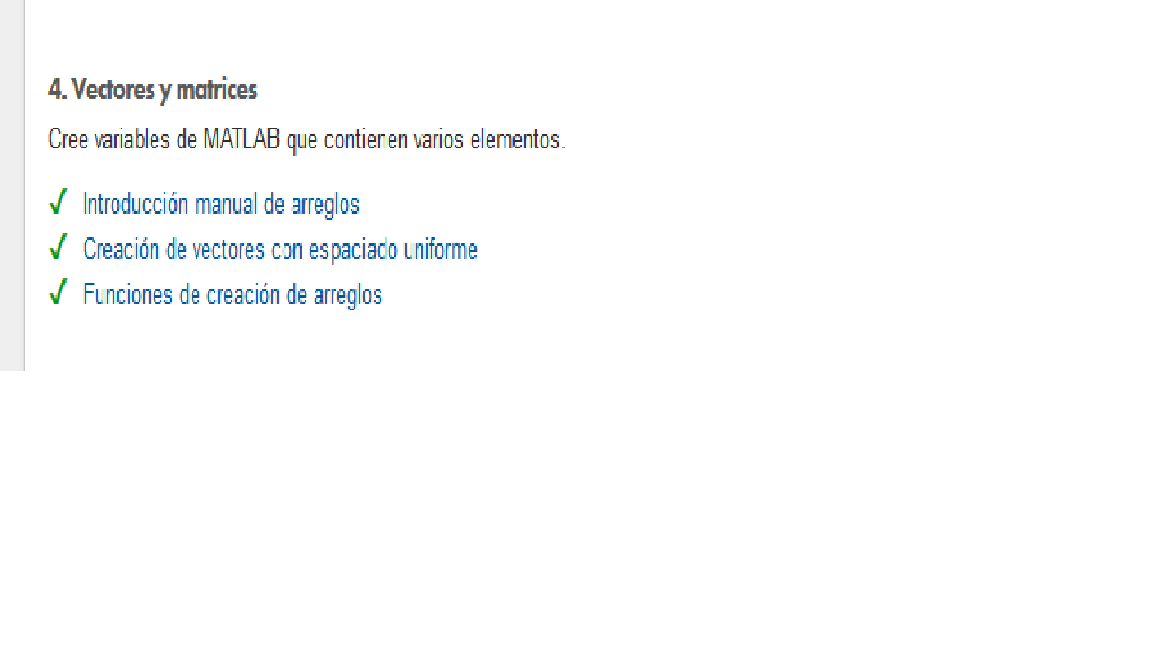 4. Vectores y matrices
Cree variables de MATLAB que contienen varios elementos.
✓ Introducción manual de arreglos
✓ Creación de vectores con espaciado uniforme
✓ Funciones de creación de arreglos